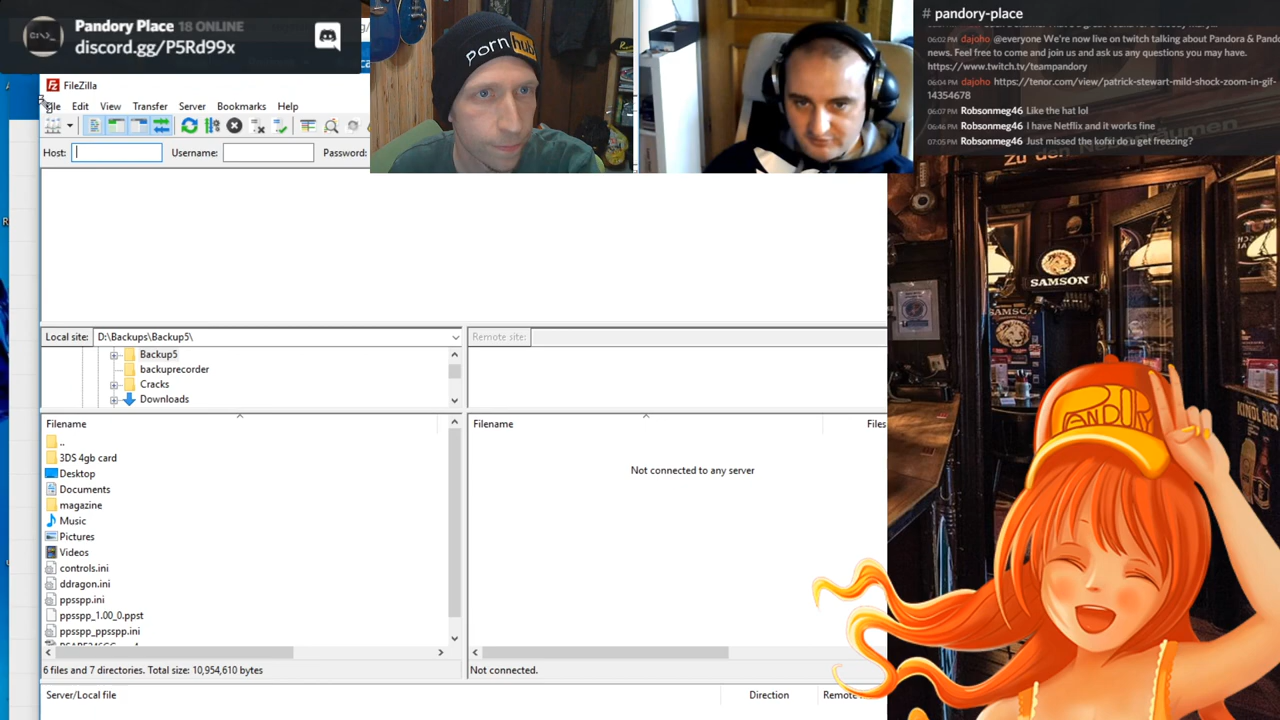 Pandory Place 18 ONLINE
discord.gg/P5Rd99x
# pandory-place
06:02 PM dajoho @everyone We're now live on twitch talking about Pandora & Pando
news. Feel free to come and join us and ask us any questions you may have.
https://www.twitch.tv/teampandory
06:04 PM dajoho https://tenor.com/view/patrick-stewart-mild-shock-zoom-in-gif-
14354678
06:07 PM Robsonmeg46 Like the hat lol
06:46 PM Robsonmeg46 I have Netflix and it works fine
07:05 PM Robsonmeg46 Just missed the kofxi do u get freezing?
Porn hub
FileZilla
File Edit View Transfer Server Bookmarks Help
Host: Username: Password:
Local site: D:\Backups\Backup5\
Remote site:
Backup5
backuprecorder
Cracks
Downloads
Filename
Filename Files
..
3DS 4gb card
Desktop
Documents
magazine
Music
Pictures
Videos
controls.ini
ddragon.ini
ppsspp.ini
ppsspp_1.00_0.ppst
ppsspp_ppsspp.ini
Not connected to any server
6 files and 7 directories. Total size: 10,954,610 bytes
Not connected.
Server/Local file Direction Remote
Zu den Nebenräumen
SAMSON
KINDL BIER
PANDORY